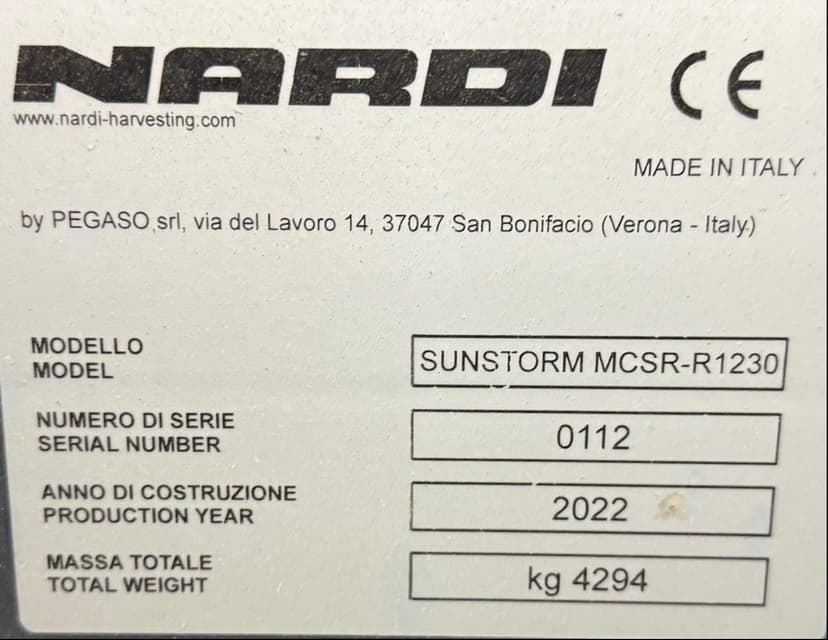 NARDI CE
www.nardi-harvesting.com
MADE IN ITALY
by PEGASO srl, via del Lavoro 14, 37047 San Bonifacio (Verona - Italy)
MODELLO
MODEL
SUNSTORM MCSR-R1230
NUMERO DI SERIE
SERIAL NUMBER
0112
ANNO DI COSTRUZIONE
PRODUCTION YEAR
2022
MASSA TOTALE
TOTAL WEIGHT
kg 4294